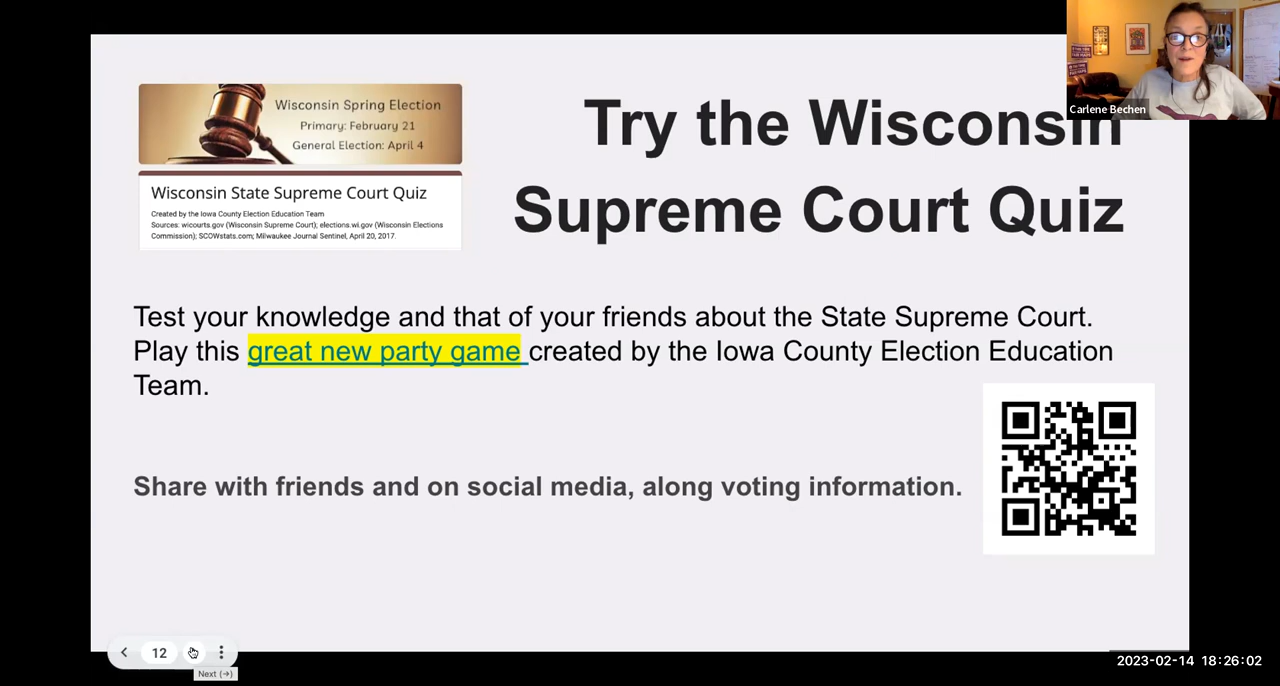 Wisconsin Spring Election
Primary: February 21
General Election: April 4
Wisconsin State Supreme Court Quiz
Created by the Iowa County Election Education Team
Sources: wicourts.gov (Wisconsin Supreme Court); elections.wi.gov (Wisconsin Elections
Commission); SCOWstats.com; Milwaukee Journal Sentinel, April 20, 2017.
Try the Wisconsin
Supreme Court Quiz
Carlene Bechen
Test your knowledge and that of your friends about the State Supreme Court.
Play this great new party game created by the Iowa County Election Education
Team.
Share with friends and on social media, along voting information.
12
Next (→)
2023-02-14 18:26:02